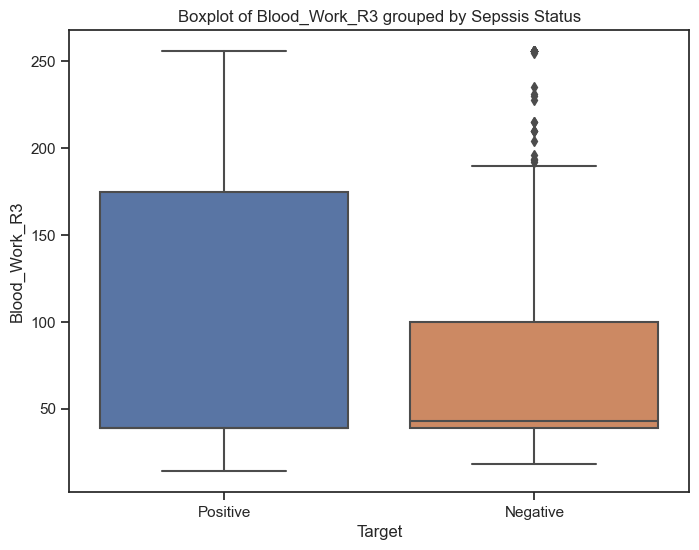 Boxplot of Blood_Work_R3 grouped by Sepssis Status
Blood_Work_R3
250
200
150
100
50
Positive
Negative
Target